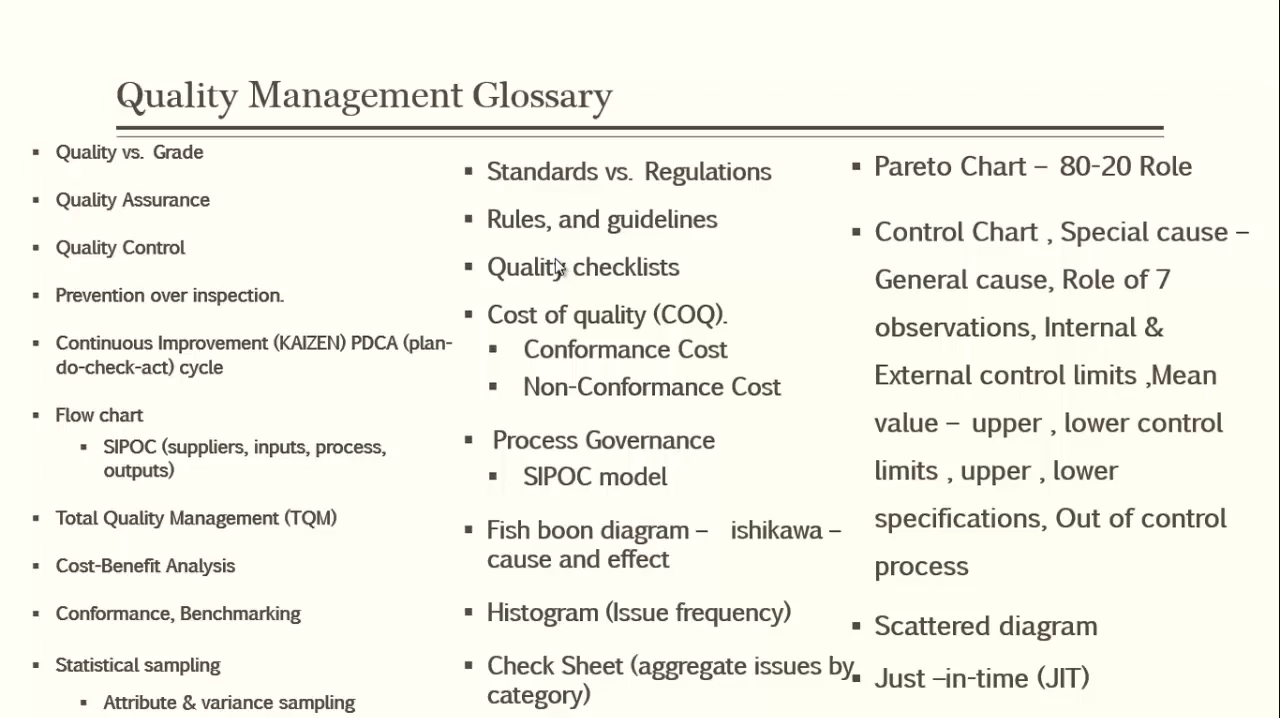 Quality Management Glossary
Quality vs. Grade
Quality Assurance
Quality Control
Prevention over inspection.
Continuous Improvement (KAIZEN) PDCA (plan-
do-check-act) cycle
Flow chart
SIPOC (suppliers, inputs, process,
outputs)
Total Quality Management (TQM)
Cost-Benefit Analysis
Conformance, Benchmarking
Statistical sampling
Attribute & variance sampling
Standards vs. Regulations
Rules, and guidelines
Quality checklists
Cost of quality (COQ).
Conformance Cost
Non-Conformance Cost
Process Governance
SIPOC model
Fish boon diagram – ishikawa –
cause and effect
Histogram (Issue frequency)
Check Sheet (aggregate issues by
category)
Pareto Chart – 80-20 Role
Control Chart , Special cause –
General cause, Role of 7
observations, Internal &
External control limits ,Mean
value – upper , lower control
limits , upper , lower
specifications, Out of control
process
Scattered diagram
Just –in-time (JIT)